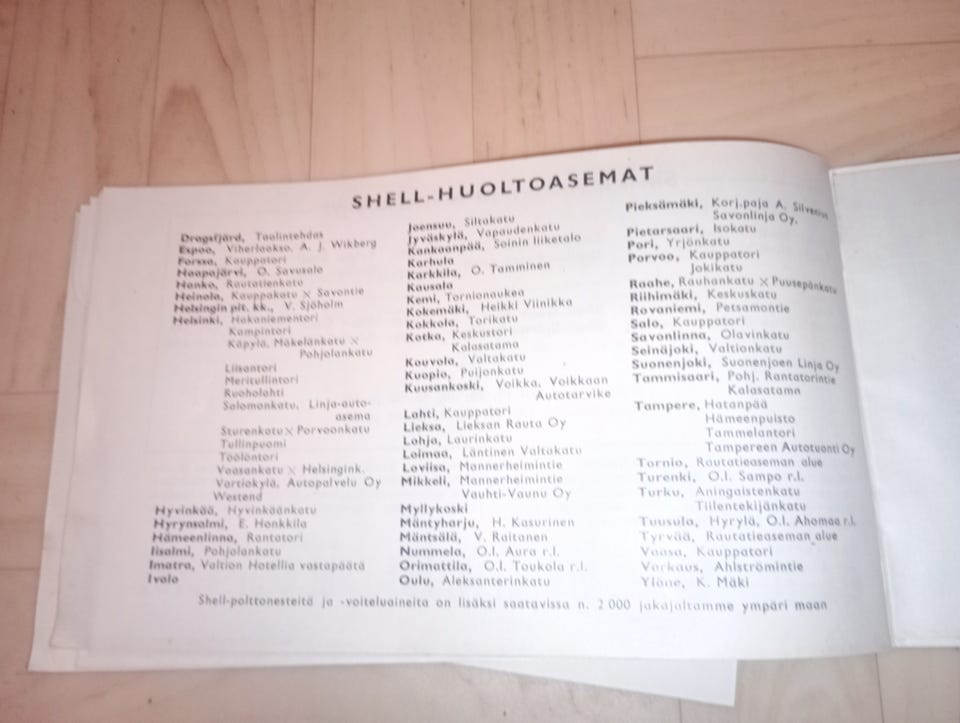 SHELL-HUOLTOASEMAT
Dragsfjärd, Taalintehdas
Espoo, Viherlaakso, A. J. Wikberg
Forssa, Kauppatori
Haapajärvi, O. Savusalo
Hanko, Rautatienkatu
Heinola, Kauppakatu × Savontie
Helsingin pit. kk., V. Sjöholm
Helsinki, Hakaniementori
Kampintori
Käpylä, Mäkelänkatu ×
Pohjolankatu
Liisantori
Meritullintori
Ruoholahti
Salomonkatu, Linja-auto-
asema
Sturenkatu × Porvoonkatu
Tullinpuomi
Töölöntori
Vaasankatu × Helsingink.
Vartiokylä, Autopalvelu Oy
Westend
Hyvinkää, Hyvinkäänkatu
Hyrynsalmi, E. Honkkila
Hämeenlinna, Rantatori
Iisalmi, Pohjolankatu
Imatra, Valtion Hotellia vastapäätä
Ivalo
Joensuu, Siltakatu
Jyväskylä, Vapaudenkatu
Kankaanpää, Soinin liiketalo
Karhula
Karkkila, O. Tamminen
Kausala
Kemi, Tornionaukea
Kokemäki, Heikki Viinikka
Kokkola, Torikatu
Kotka, Keskustori
Kalasatama
Kouvola, Valtakatu
Kuopio, Puijonkatu
Kuusankoski, Voikka, Voikkaan
Autotarvike
Lahti, Kauppatori
Lieksa, Lieksan Rauta Oy
Lohja, Laurinkatu
Loimaa, Läntinen Valtakatu
Loviisa, Mannerheimintie
Mikkeli, Mannerheimintie
Vauhti-Vaunu Oy
Myllykoski
Mäntyharju, H. Kasurinen
Mäntsälä, V. Raitanen
Nummela, O.I. Aura r.l.
Orimattila, O.I. Toukola r.l.
Oulu, Aleksanterinkatu
Pieksämäki, Korj.paja A. Silvenius
Savonlinja Oy.
Pietarsaari, Isokatu
Pori, Yrjönkatu
Porvoo, Kauppatori
Jokikatu
Raahe, Rauhankatu × Puusepänkatu
Riihimäki, Keskuskatu
Rovaniemi, Petsamontie
Salo, Kauppatori
Savonlinna, Olavinkatu
Seinäjoki, Valtionkatu
Suonenjoki, Suonenjoen Linja Oy
Tammisaari, Pohj. Rantatorintie
Kalasatama
Tampere, Hatanpää
Hämeenpuisto
Tammelantori
Tampereen Autotuonti Oy
Tornio, Rautatieaseman alue
Turenki, O.I. Sampo r.l.
Turku, Aningaistenkatu
Tiilentekijänkatu
Tuusula, Hyrylä, O.I. Ahomaa r.l.
Tyrvää, Rautatieaseman alue
Vaasa, Kauppatori
Varkaus, Ahlströmintie
Yläne, K. Mäki
Shell-polttonesteitä ja -voiteluaineita on lisäksi saatavissa n. 2 000 jakajaltamme ympäri maan